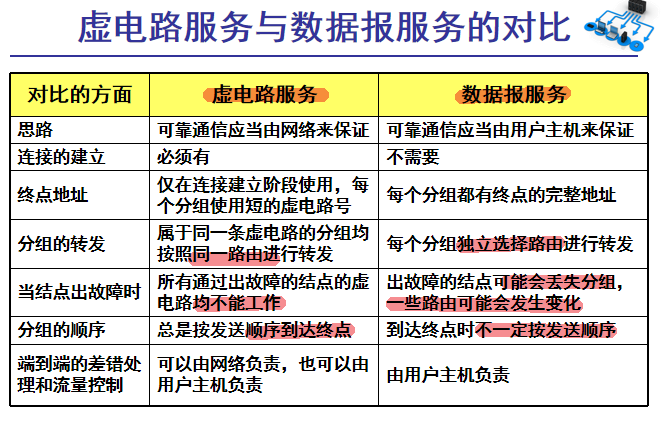 虚电路服务与数据报服务的对比
对比的方面 虚电路服务 数据报服务
思路 可靠通信应当由网络来保证 可靠通信应当由用户主机来保证
连接的建立 必须有 不需要
终点地址 仅在连接建立阶段使用，每个分组使用短的虚电路号 每个分组都有终点的完整地址
分组的转发 属于同一条虚电路的分组均按照同一路由进行转发 每个分组独立选择路由进行转发
当结点出故障时 所有通过出故障的结点的虚电路均不能工作 出故障的结点可能会丢失分组，一些路由可能会发生变化
分组的顺序 总是按发送顺序到达终点 到达终点时不一定按发送顺序
端到端的差错处理和流量控制 可以由网络负责，也可以由用户主机负责 由用户主机负责